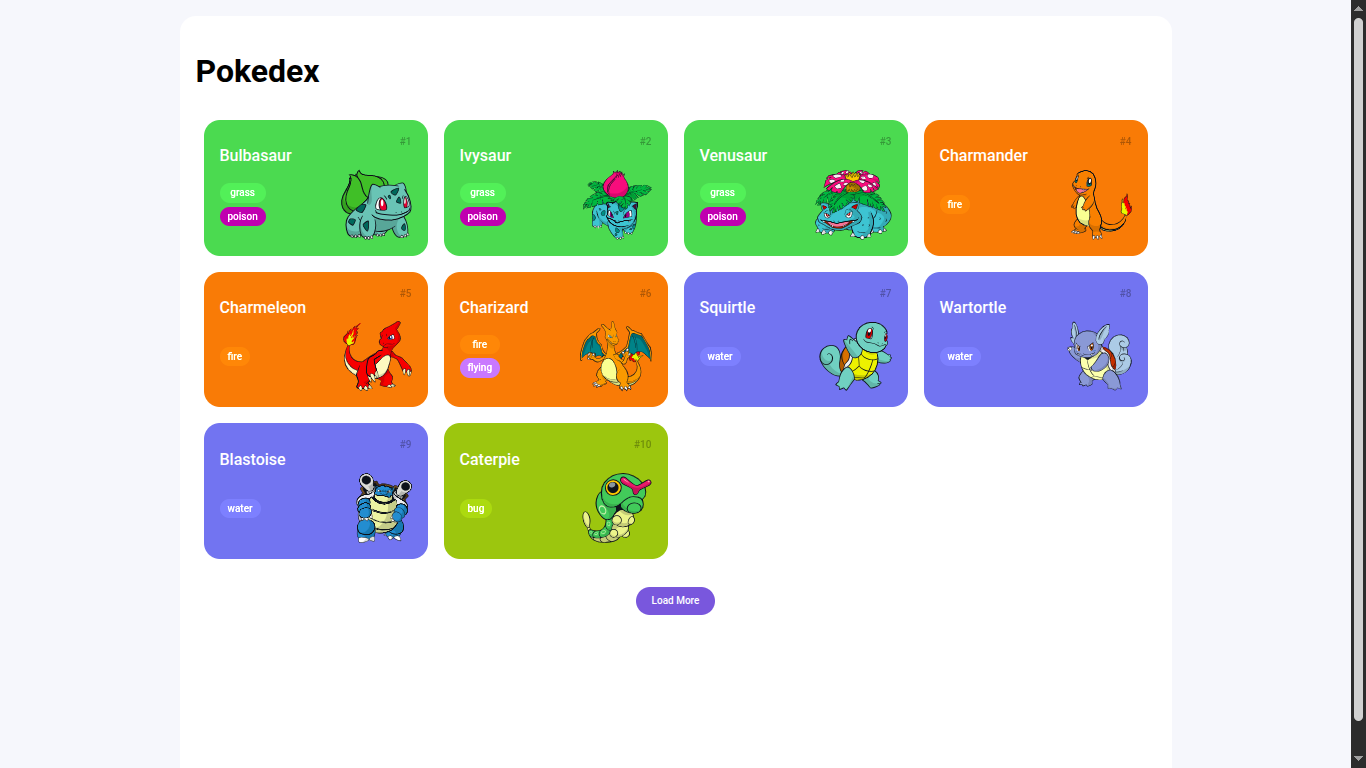 Pokedex
#1
Bulbasaur
grass
poison
#2
Ivysaur
grass
poison
#3
Venusaur
grass
poison
#4
Charmander
fire
#5
Charmeleon
fire
#6
Charizard
fire
flying
#7
Squirtle
water
#8
Wartortle
water
#9
Blastoise
water
#10
Caterpie
bug
Load More